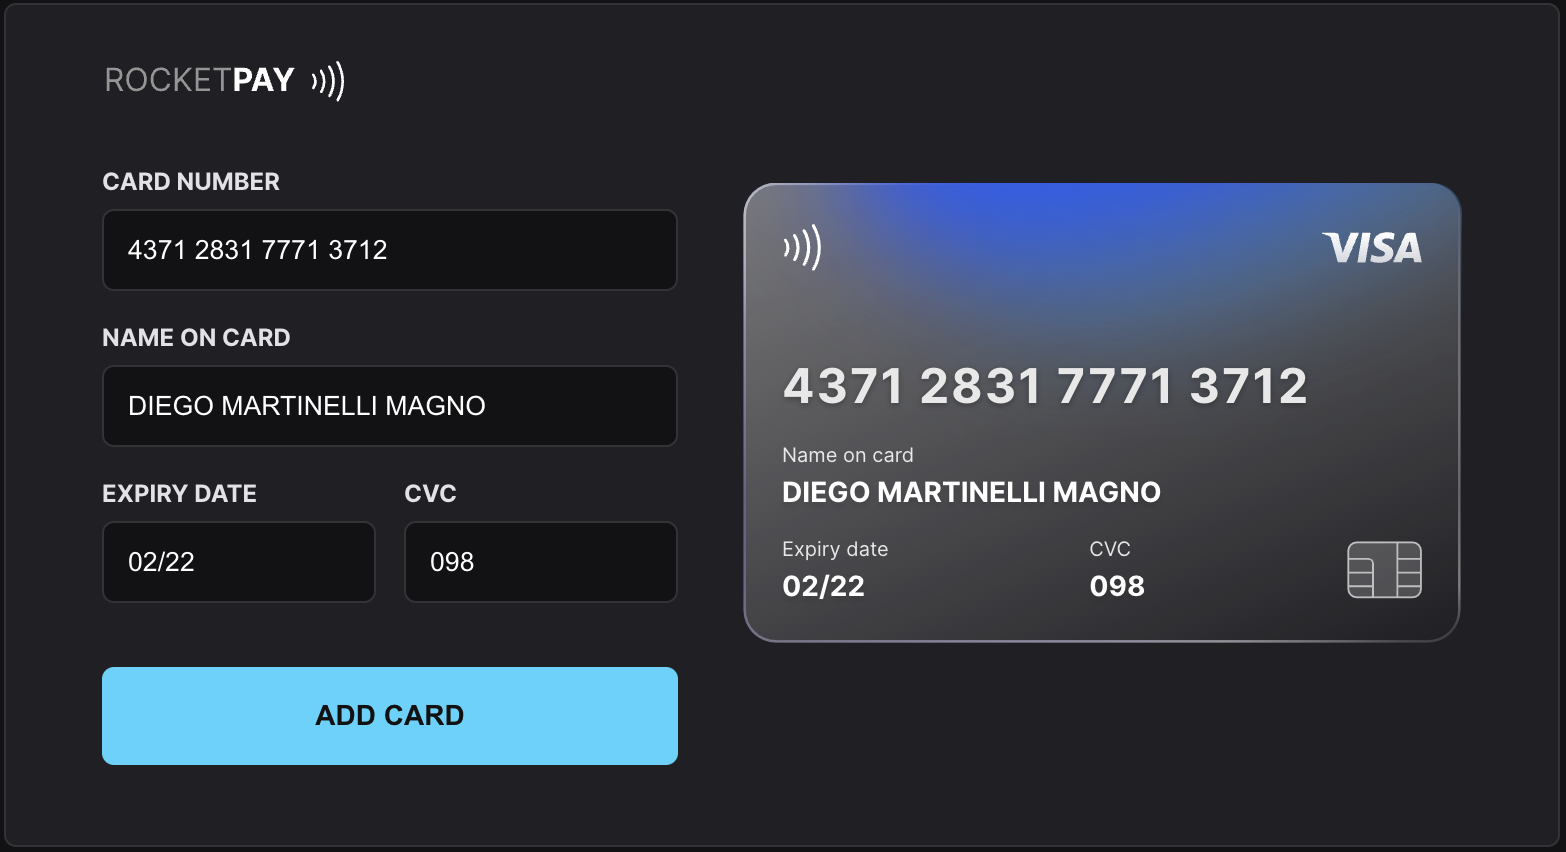 ROCKETPAY
CARD NUMBER
4371 2831 7771 3712
NAME ON CARD
DIEGO MARTINELLI MAGNO
EXPIRY DATE
CVC
02/22
098
ADD CARD
VISA
4371 2831 7771 3712
Name on card
DIEGO MARTINELLI MAGNO
Expiry date
CVC
02/22
098